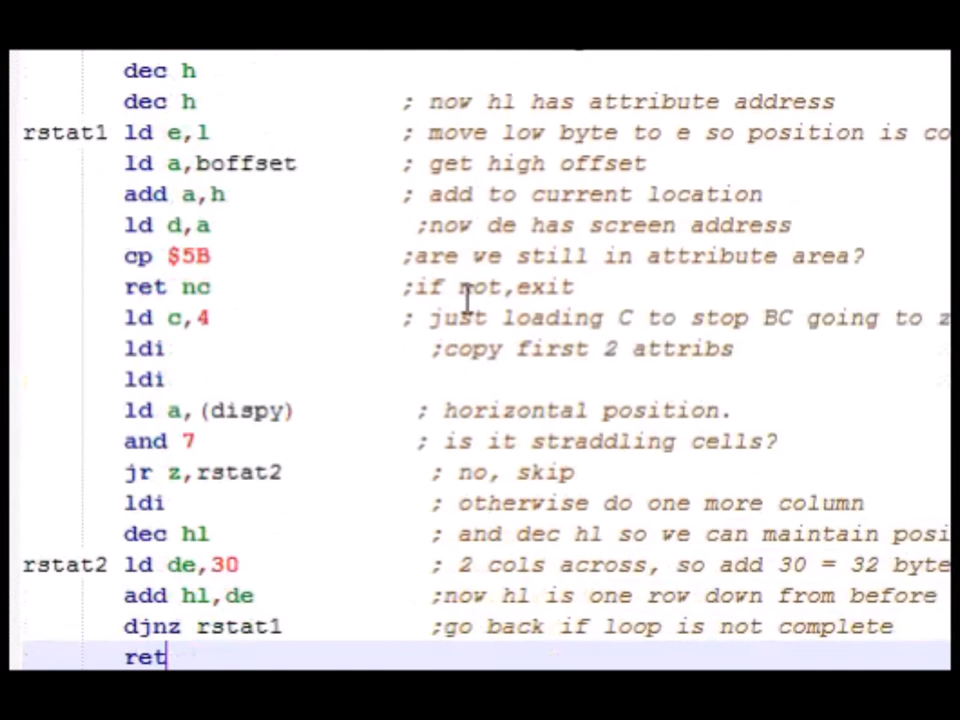 dec h
dec h ; now hl has attribute address
rstat1 ld e,l ; move low byte to e so position is co
ld a,boffset ; get high offset
add a,h ; add to current location
ld d,a ;now de has screen address
cp $5B ;are we still in attribute area?
ret nc ;if not,exit
ld c,4 ; just loading C to stop BC going to z
ldi ;copy first 2 attribs
ldi
ld a,(dispy) ; horizontal position.
and 7 ; is it straddling cells?
jr z,rstat2 ; no, skip
ldi ; otherwise do one more column
dec hl ; and dec hl so we can maintain posi
rstat2 ld de,30 ; 2 cols across, so add 30 = 32 byte
add hl,de ;now hl is one row down from before
djnz rstat1 ;go back if loop is not complete
ret